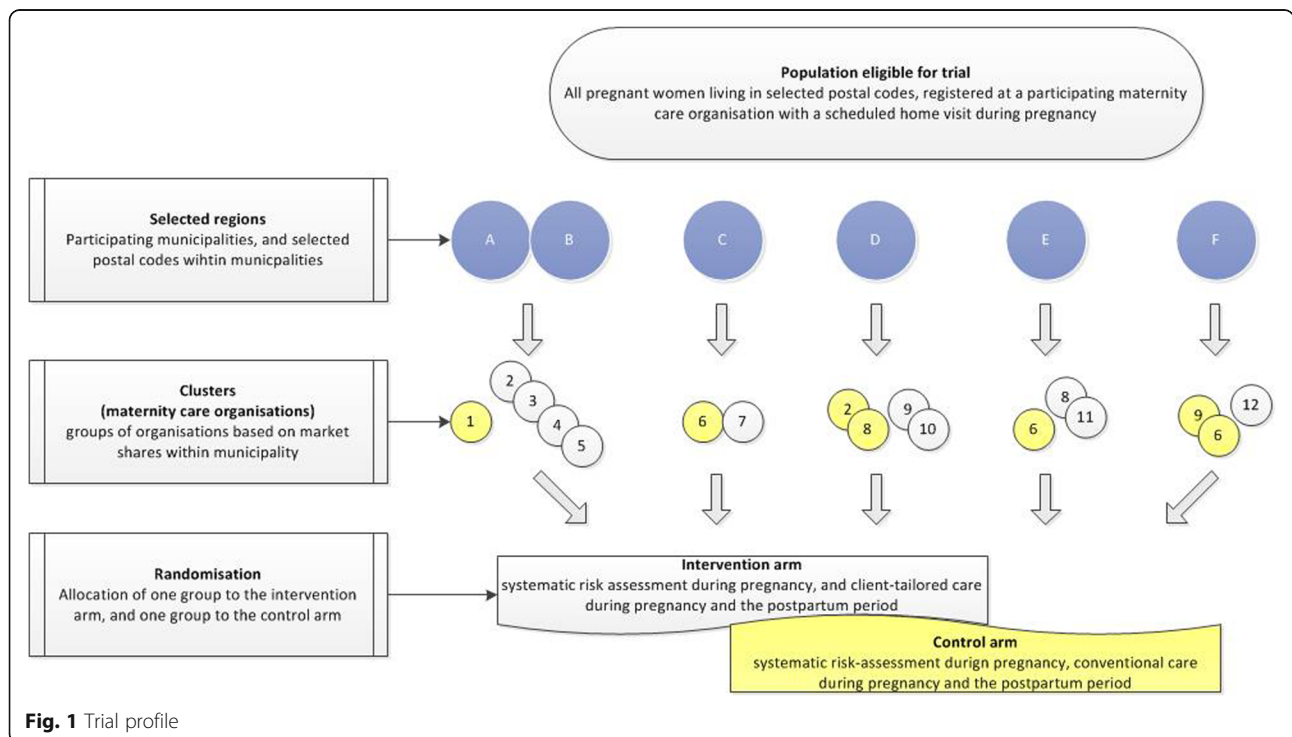 Population eligible for trial
All pregnant women living in selected postal codes, registered at a participating maternity
care organisation with a scheduled home visit during pregnancy
Selected regions
Participating municipalities, and selected
postal codes wihtin municpalities
A
B
C
D
E
F
Clusters
(maternity care organisations)
groups of organisations based on market
shares within municipality
1
2
3
4
5
6
7
2
8
9
10
6
8
11
9
6
12
Randomisation
Allocation of one group to the intervention
arm, and one group to the control arm
Intervention arm
systematic risk assessment during pregnancy, and client-tailored care
during pregnancy and the postpartum period
Control arm
systematic risk-assessment durign pregnancy, conventional care
during pregnancy and the postpartum period
Fig. 1 Trial profile